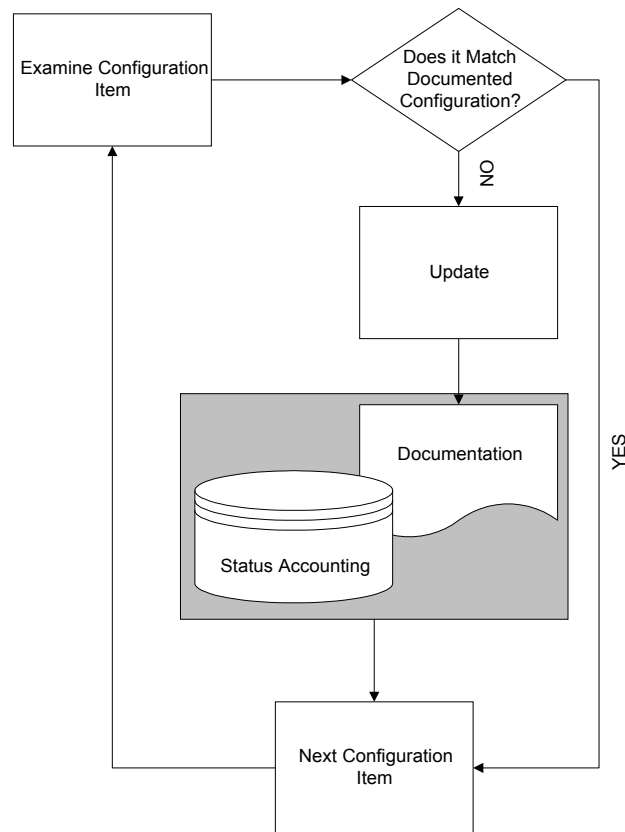 Examine Configuration
Item
Does it Match
Documented
Configuration?
NO
Update
YES
Documentation
Status Accounting
Next Configuration
Item